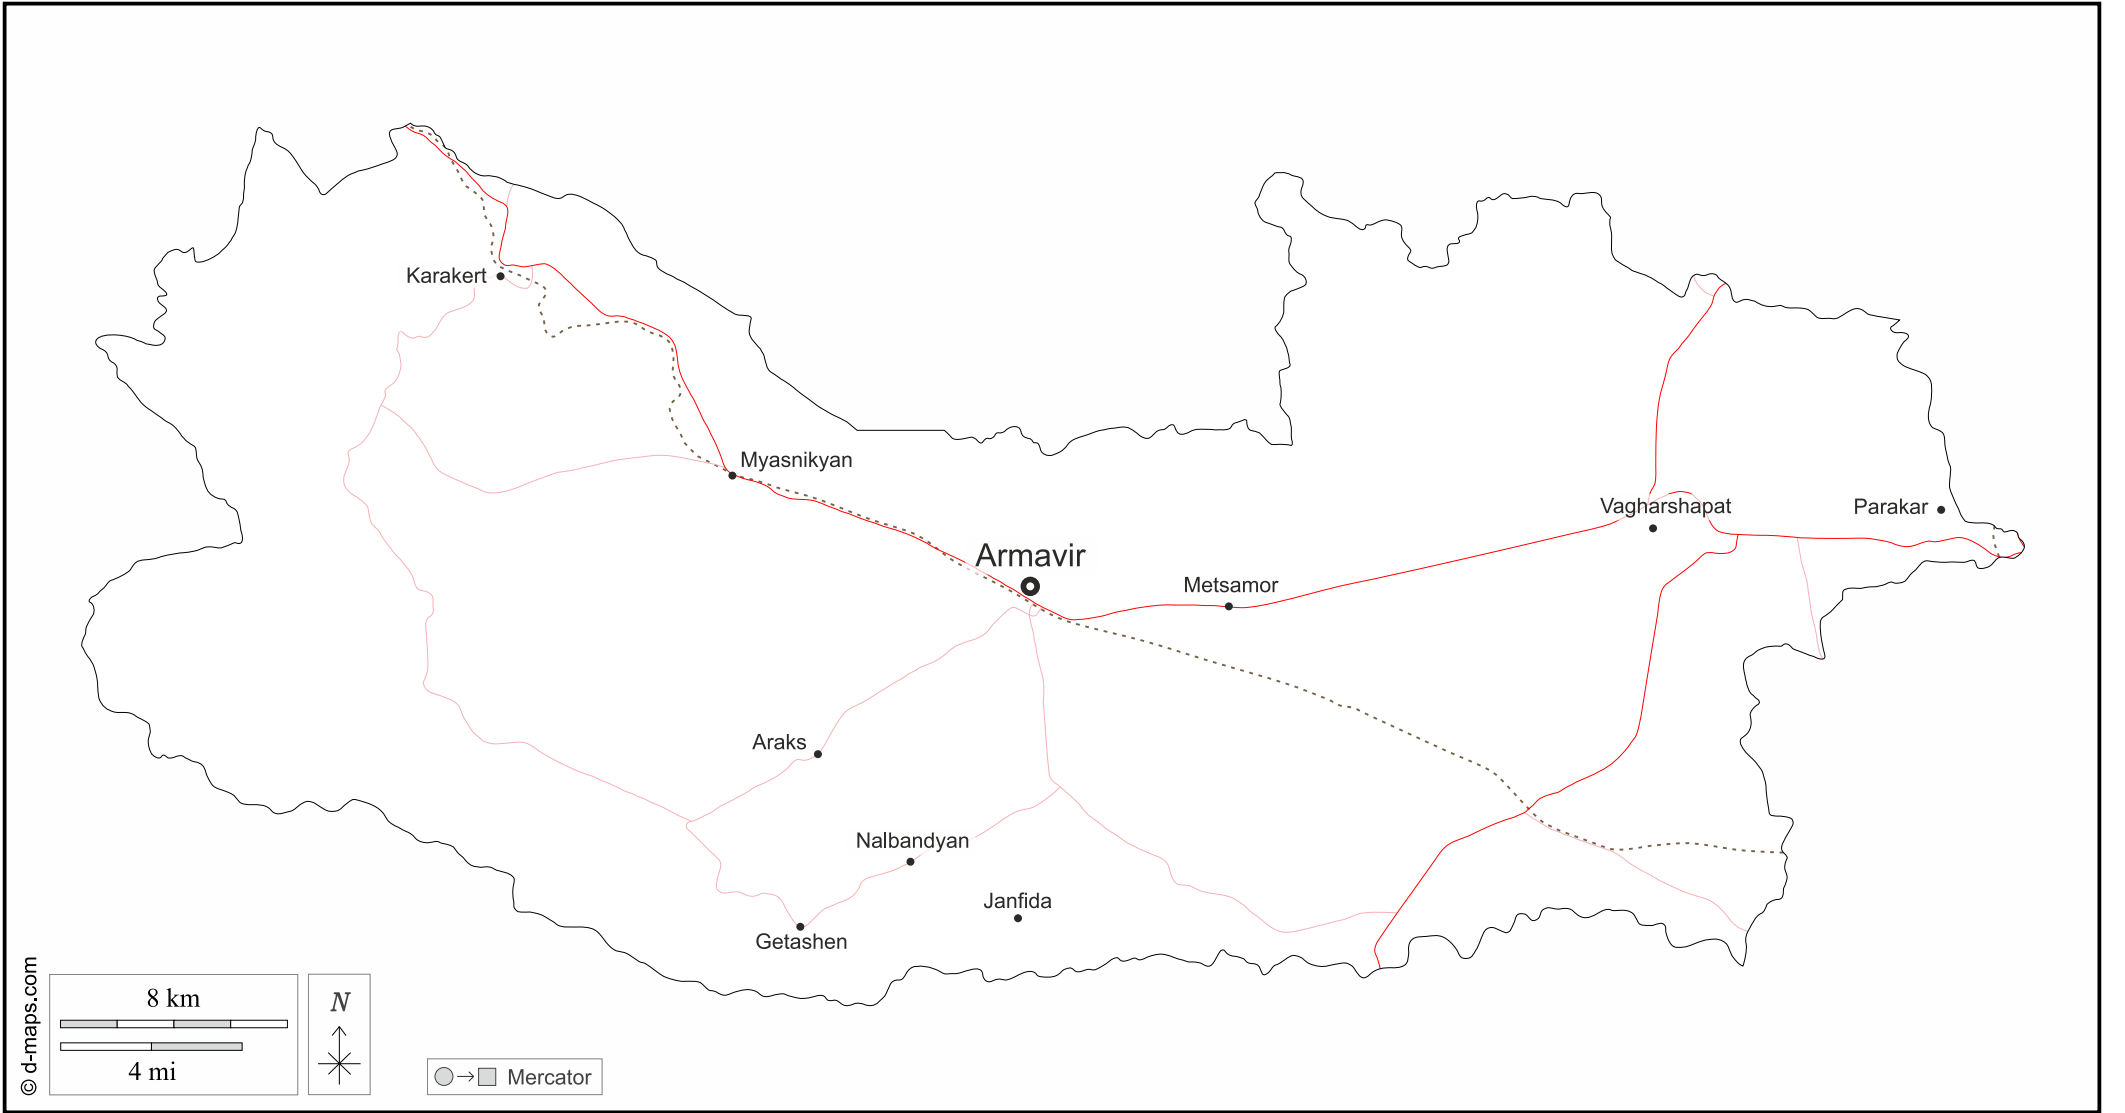 Karakert
Myasnikyan
Vagharshapat
Parakar
Armavir
Metsamor
Araks
Nalbandyan
Janfida
Getashen
© d-maps.com
8 km
4 mi
N
Mercator